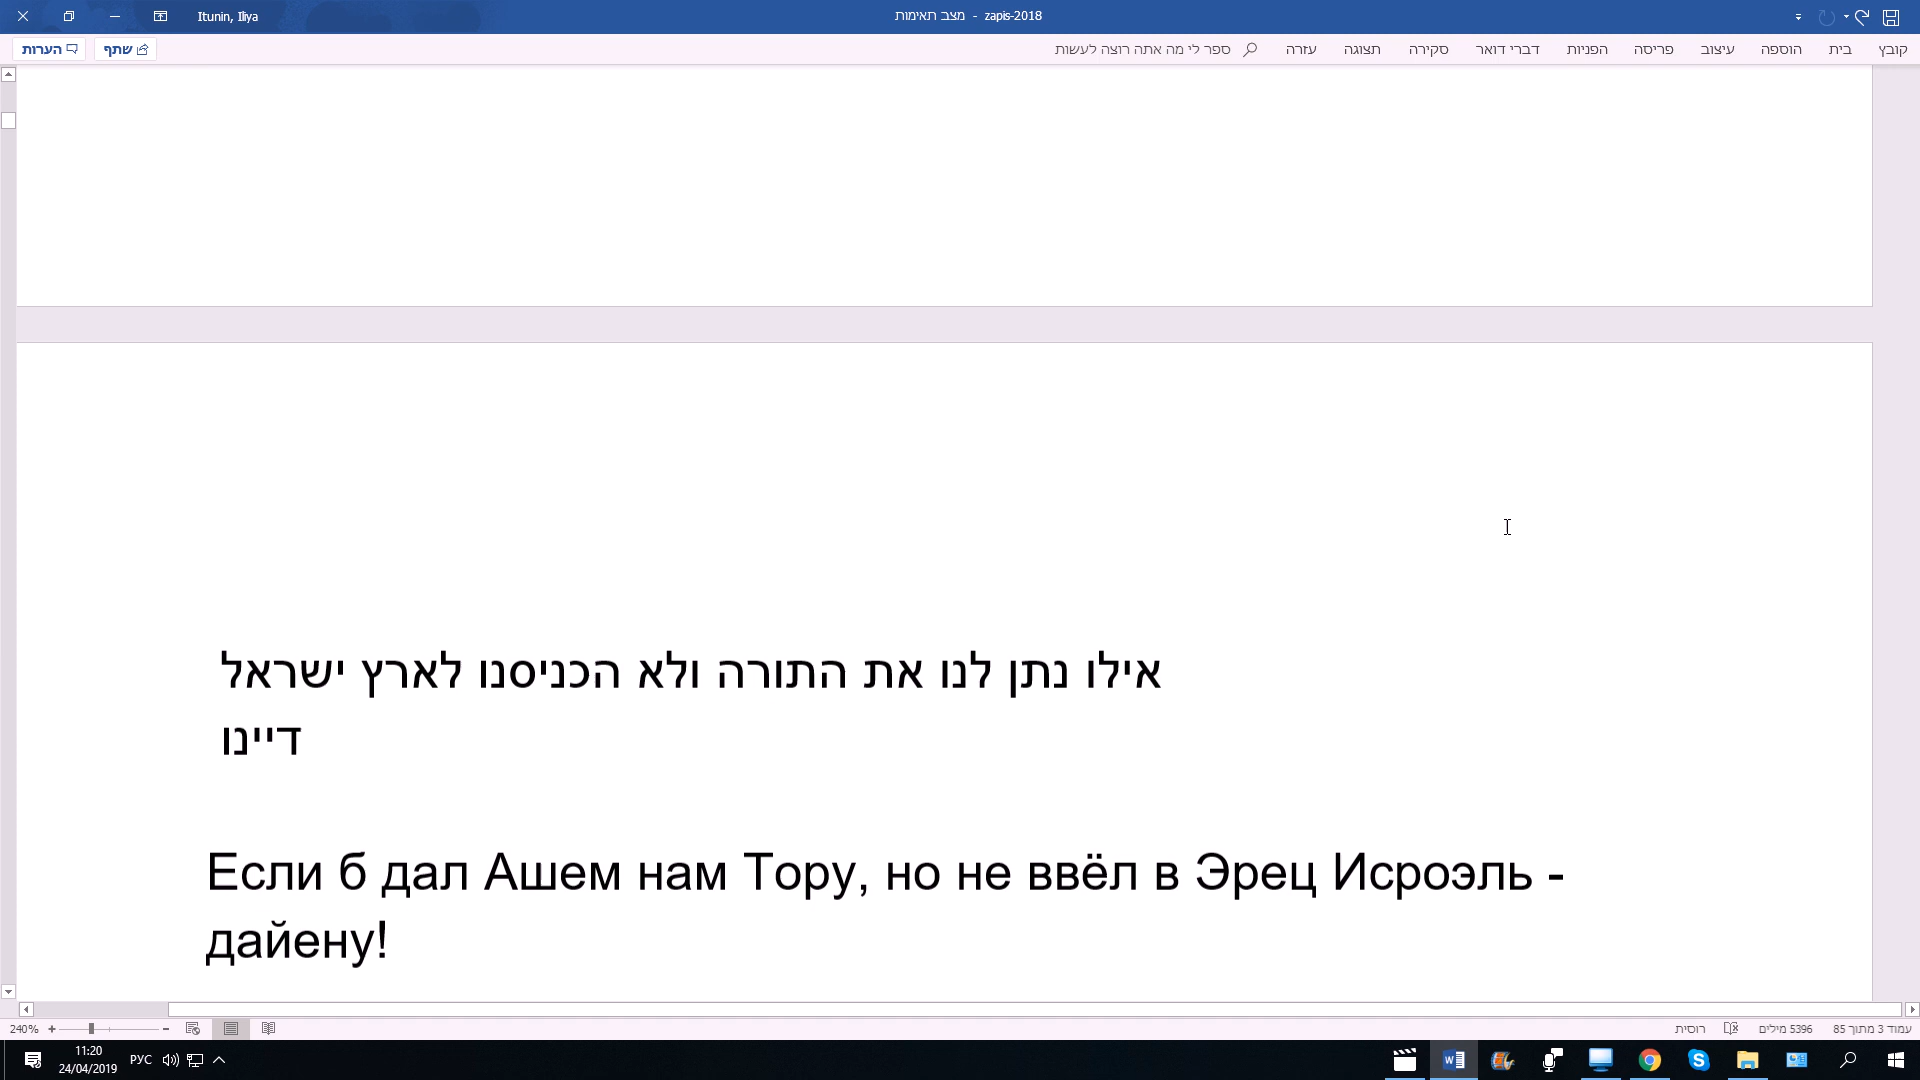 Itunin, Iliya
zapis-2018 - מצב תאימות
קובץ בית הוספה עיצוב פריסה הפניות דברי דואר סקירה תצוגה עזרה ספר לי מה אתה רוצה לעשות שתף הערות
אילו נתן לנו את התורה ולא הכניסנו לארץ ישראל
דיינו
Если б дал Ашем нам Тору, но не ввёл в Эрец Исроэль -
дайену!
עמוד 3 מתוך 85 5396 מילים רוסית
240%
11:20
24/04/2019
РУС